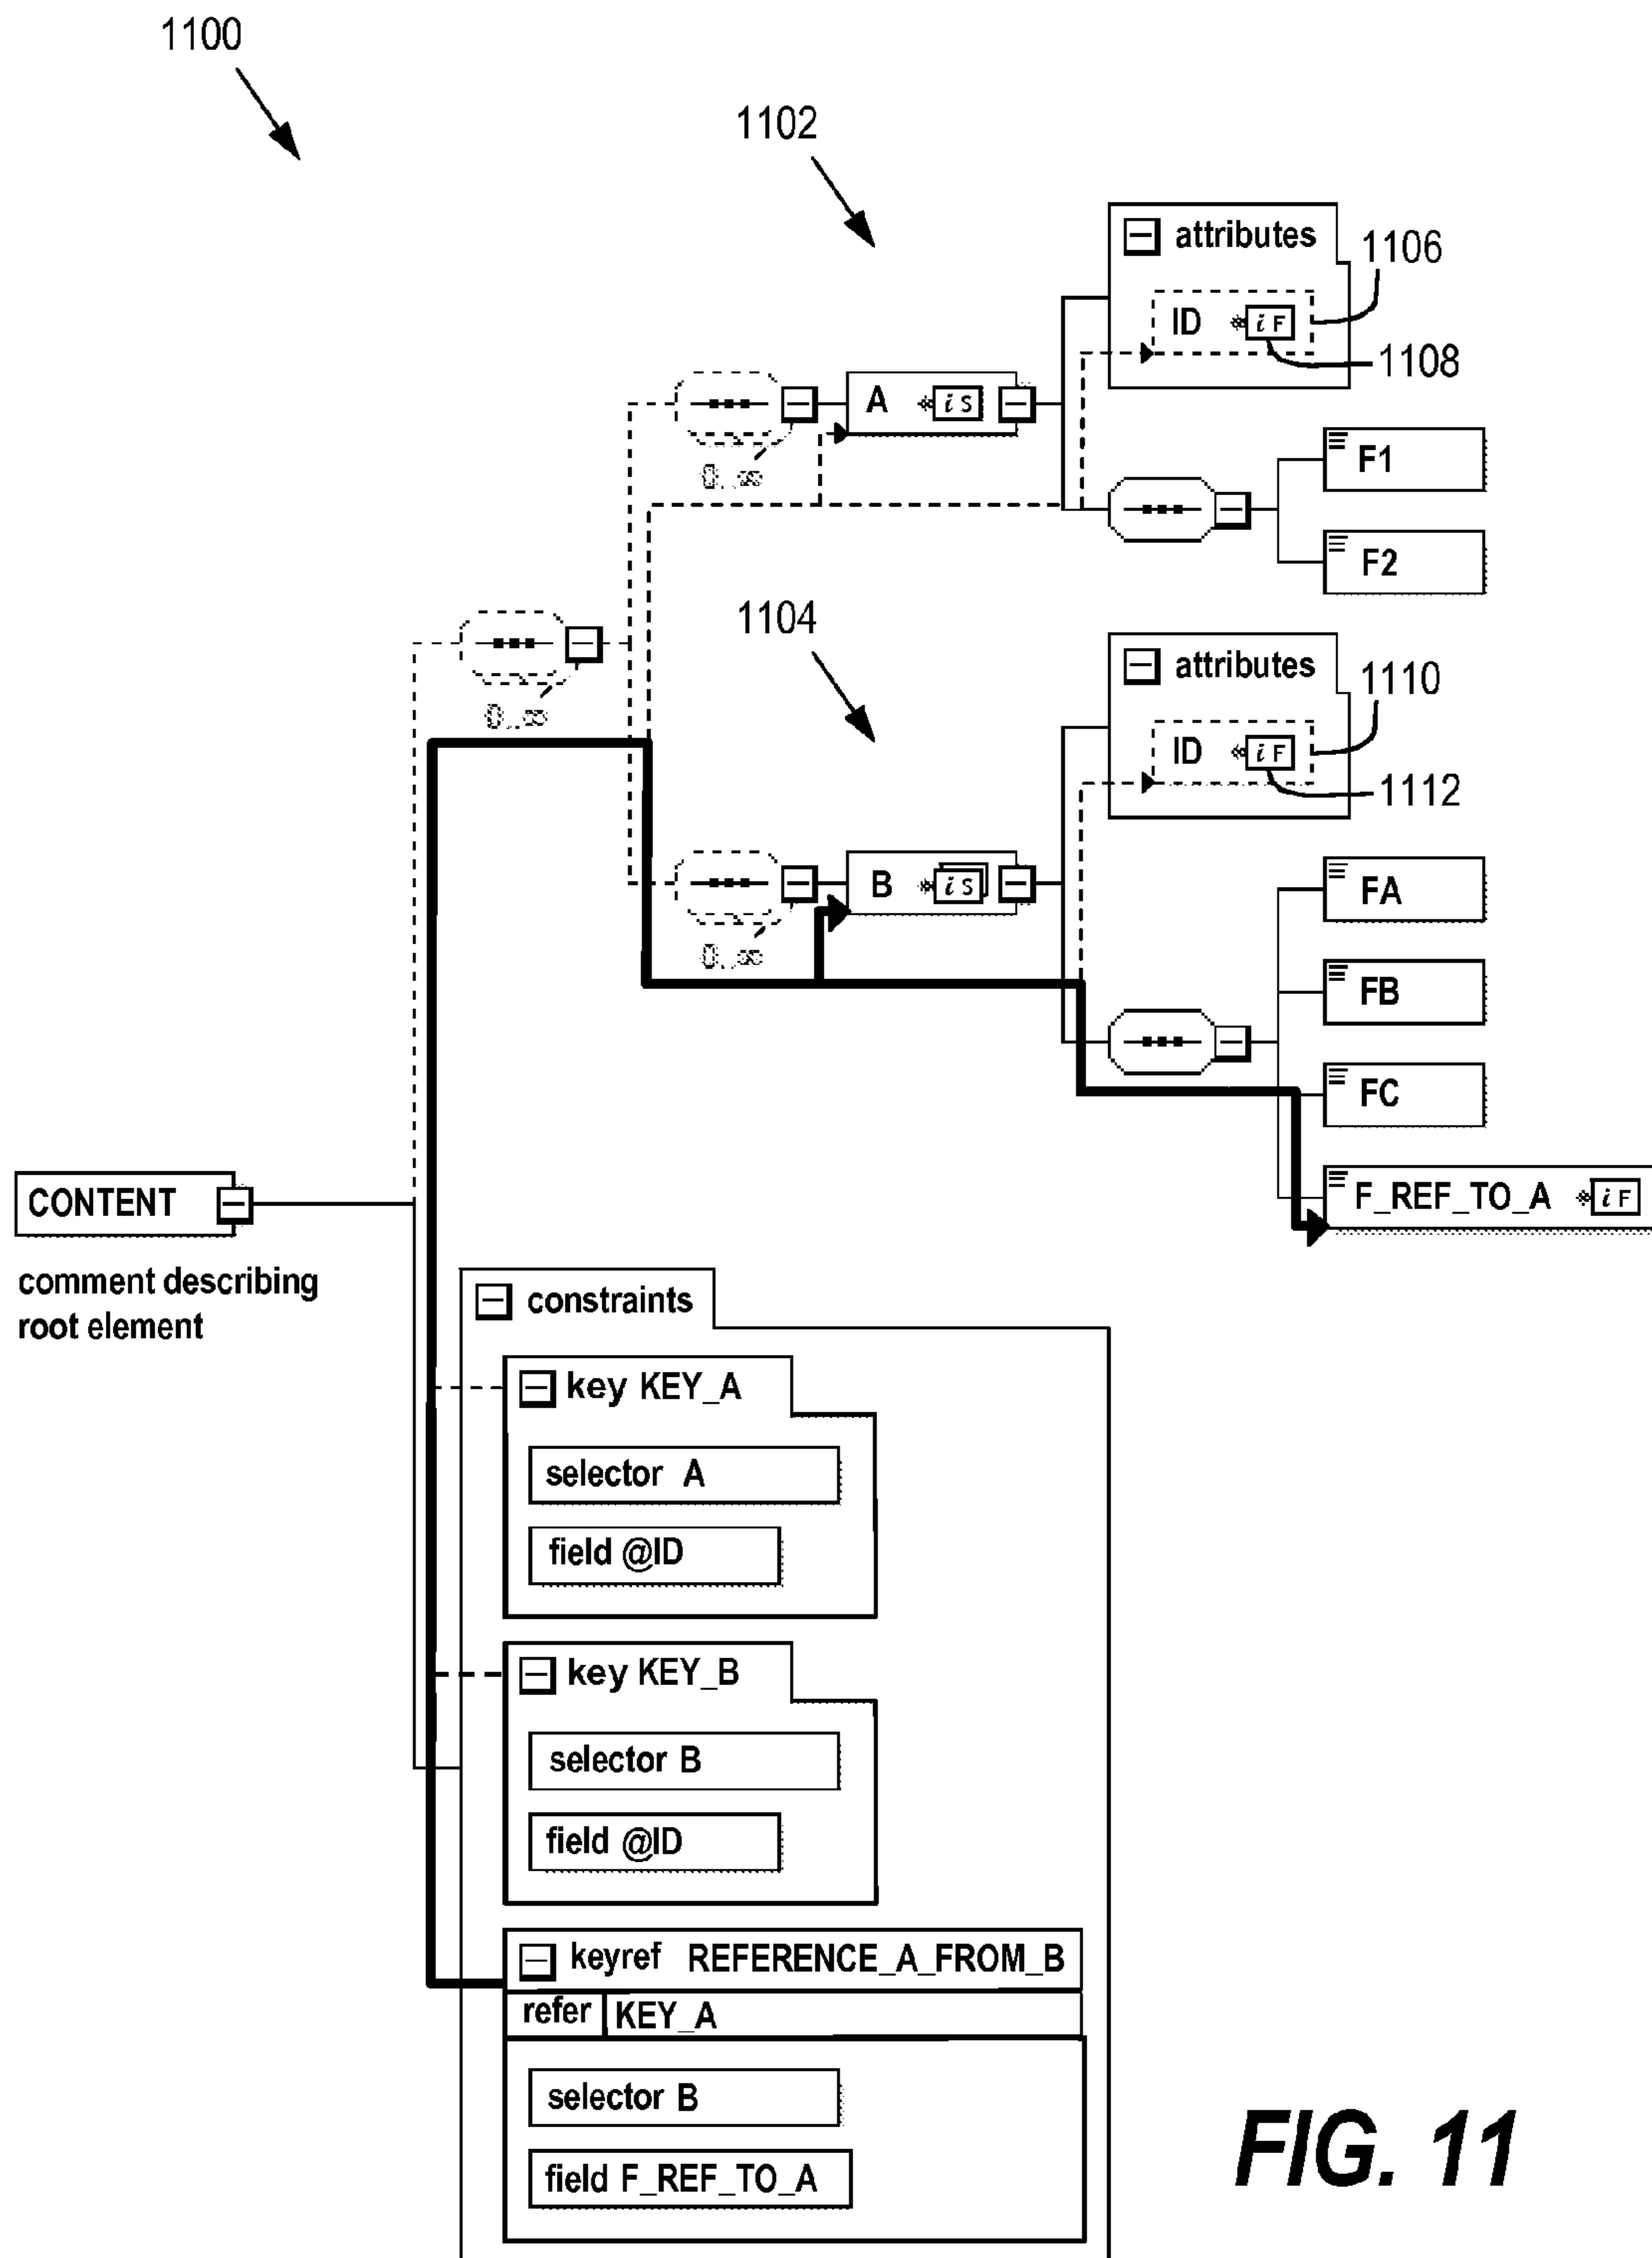 1100
1102
attributes
1106
ID iF
1108
A iS
0..∞
F1
F2
1104
0..∞
attributes
1110
ID iF
1112
B iS
0..∞
FA
FB
FC
F_REF_TO_A iF
CONTENT
comment describing
root element
constraints
key KEY_A
selector A
field @ID
key KEY_B
selector B
field @ID
keyref REFERENCE_A_FROM_B
refer KEY_A
selector B
field F_REF_TO_A
FIG. 11